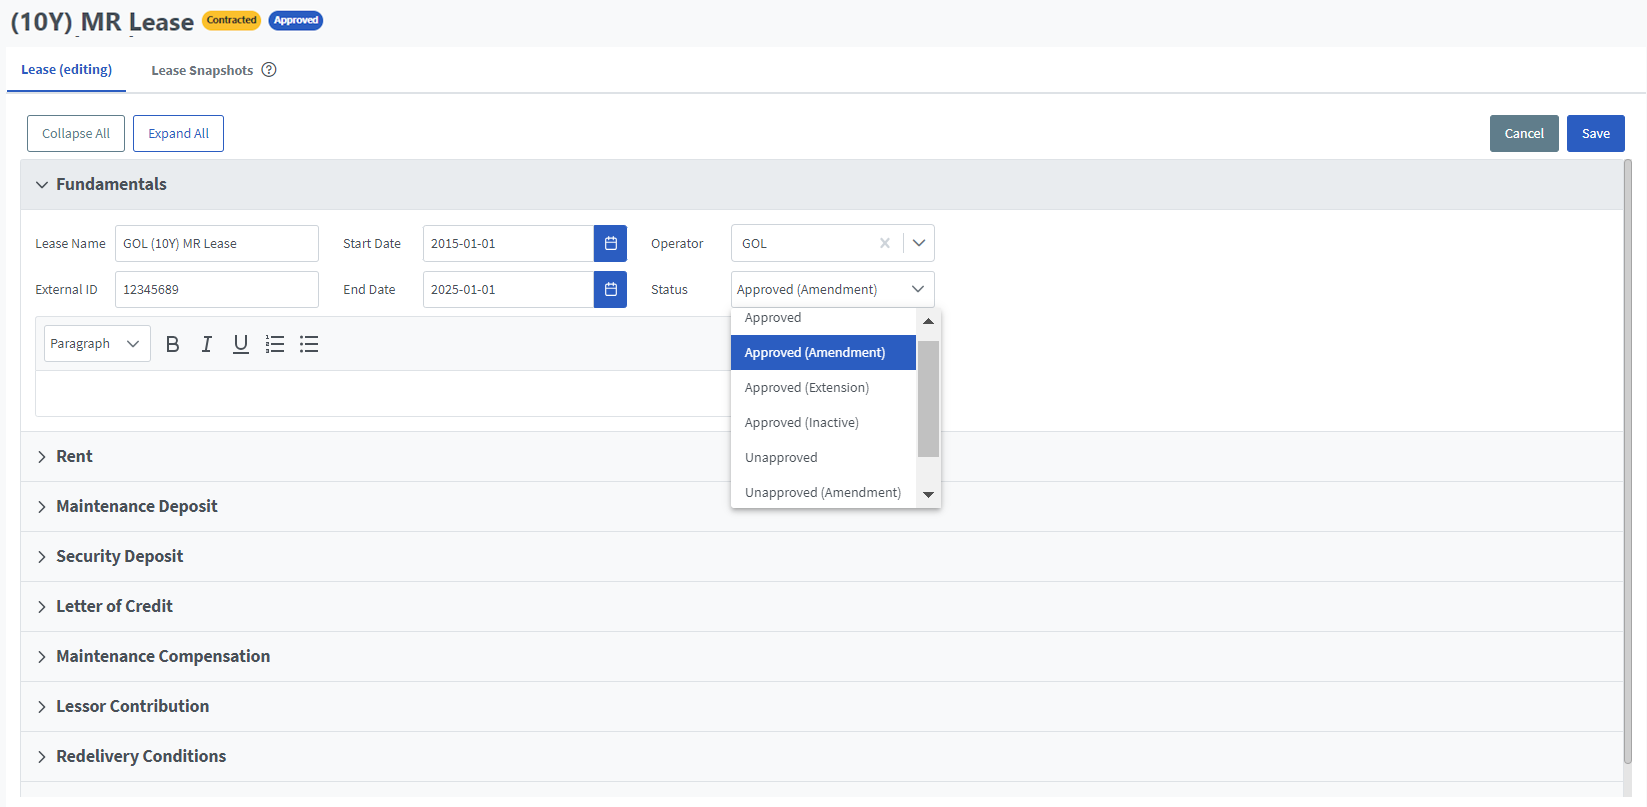 (10Y) MR Lease Contracted Approved
Lease (editing) Lease Snapshots ?
Collapse All Expand All Cancel Save
Fundamentals
Lease Name GOL (10Y) MR Lease Start Date 2015-01-01 Operator GOL
External ID 12345689 End Date 2025-01-01 Status Approved (Amendment)
Approved
Paragraph B I U
Approved (Amendment)
Approved (Extension)
Approved (Inactive)
Unapproved
Unapproved (Amendment)
Rent
Maintenance Deposit
Security Deposit
Letter of Credit
Maintenance Compensation
Lessor Contribution
Redelivery Conditions